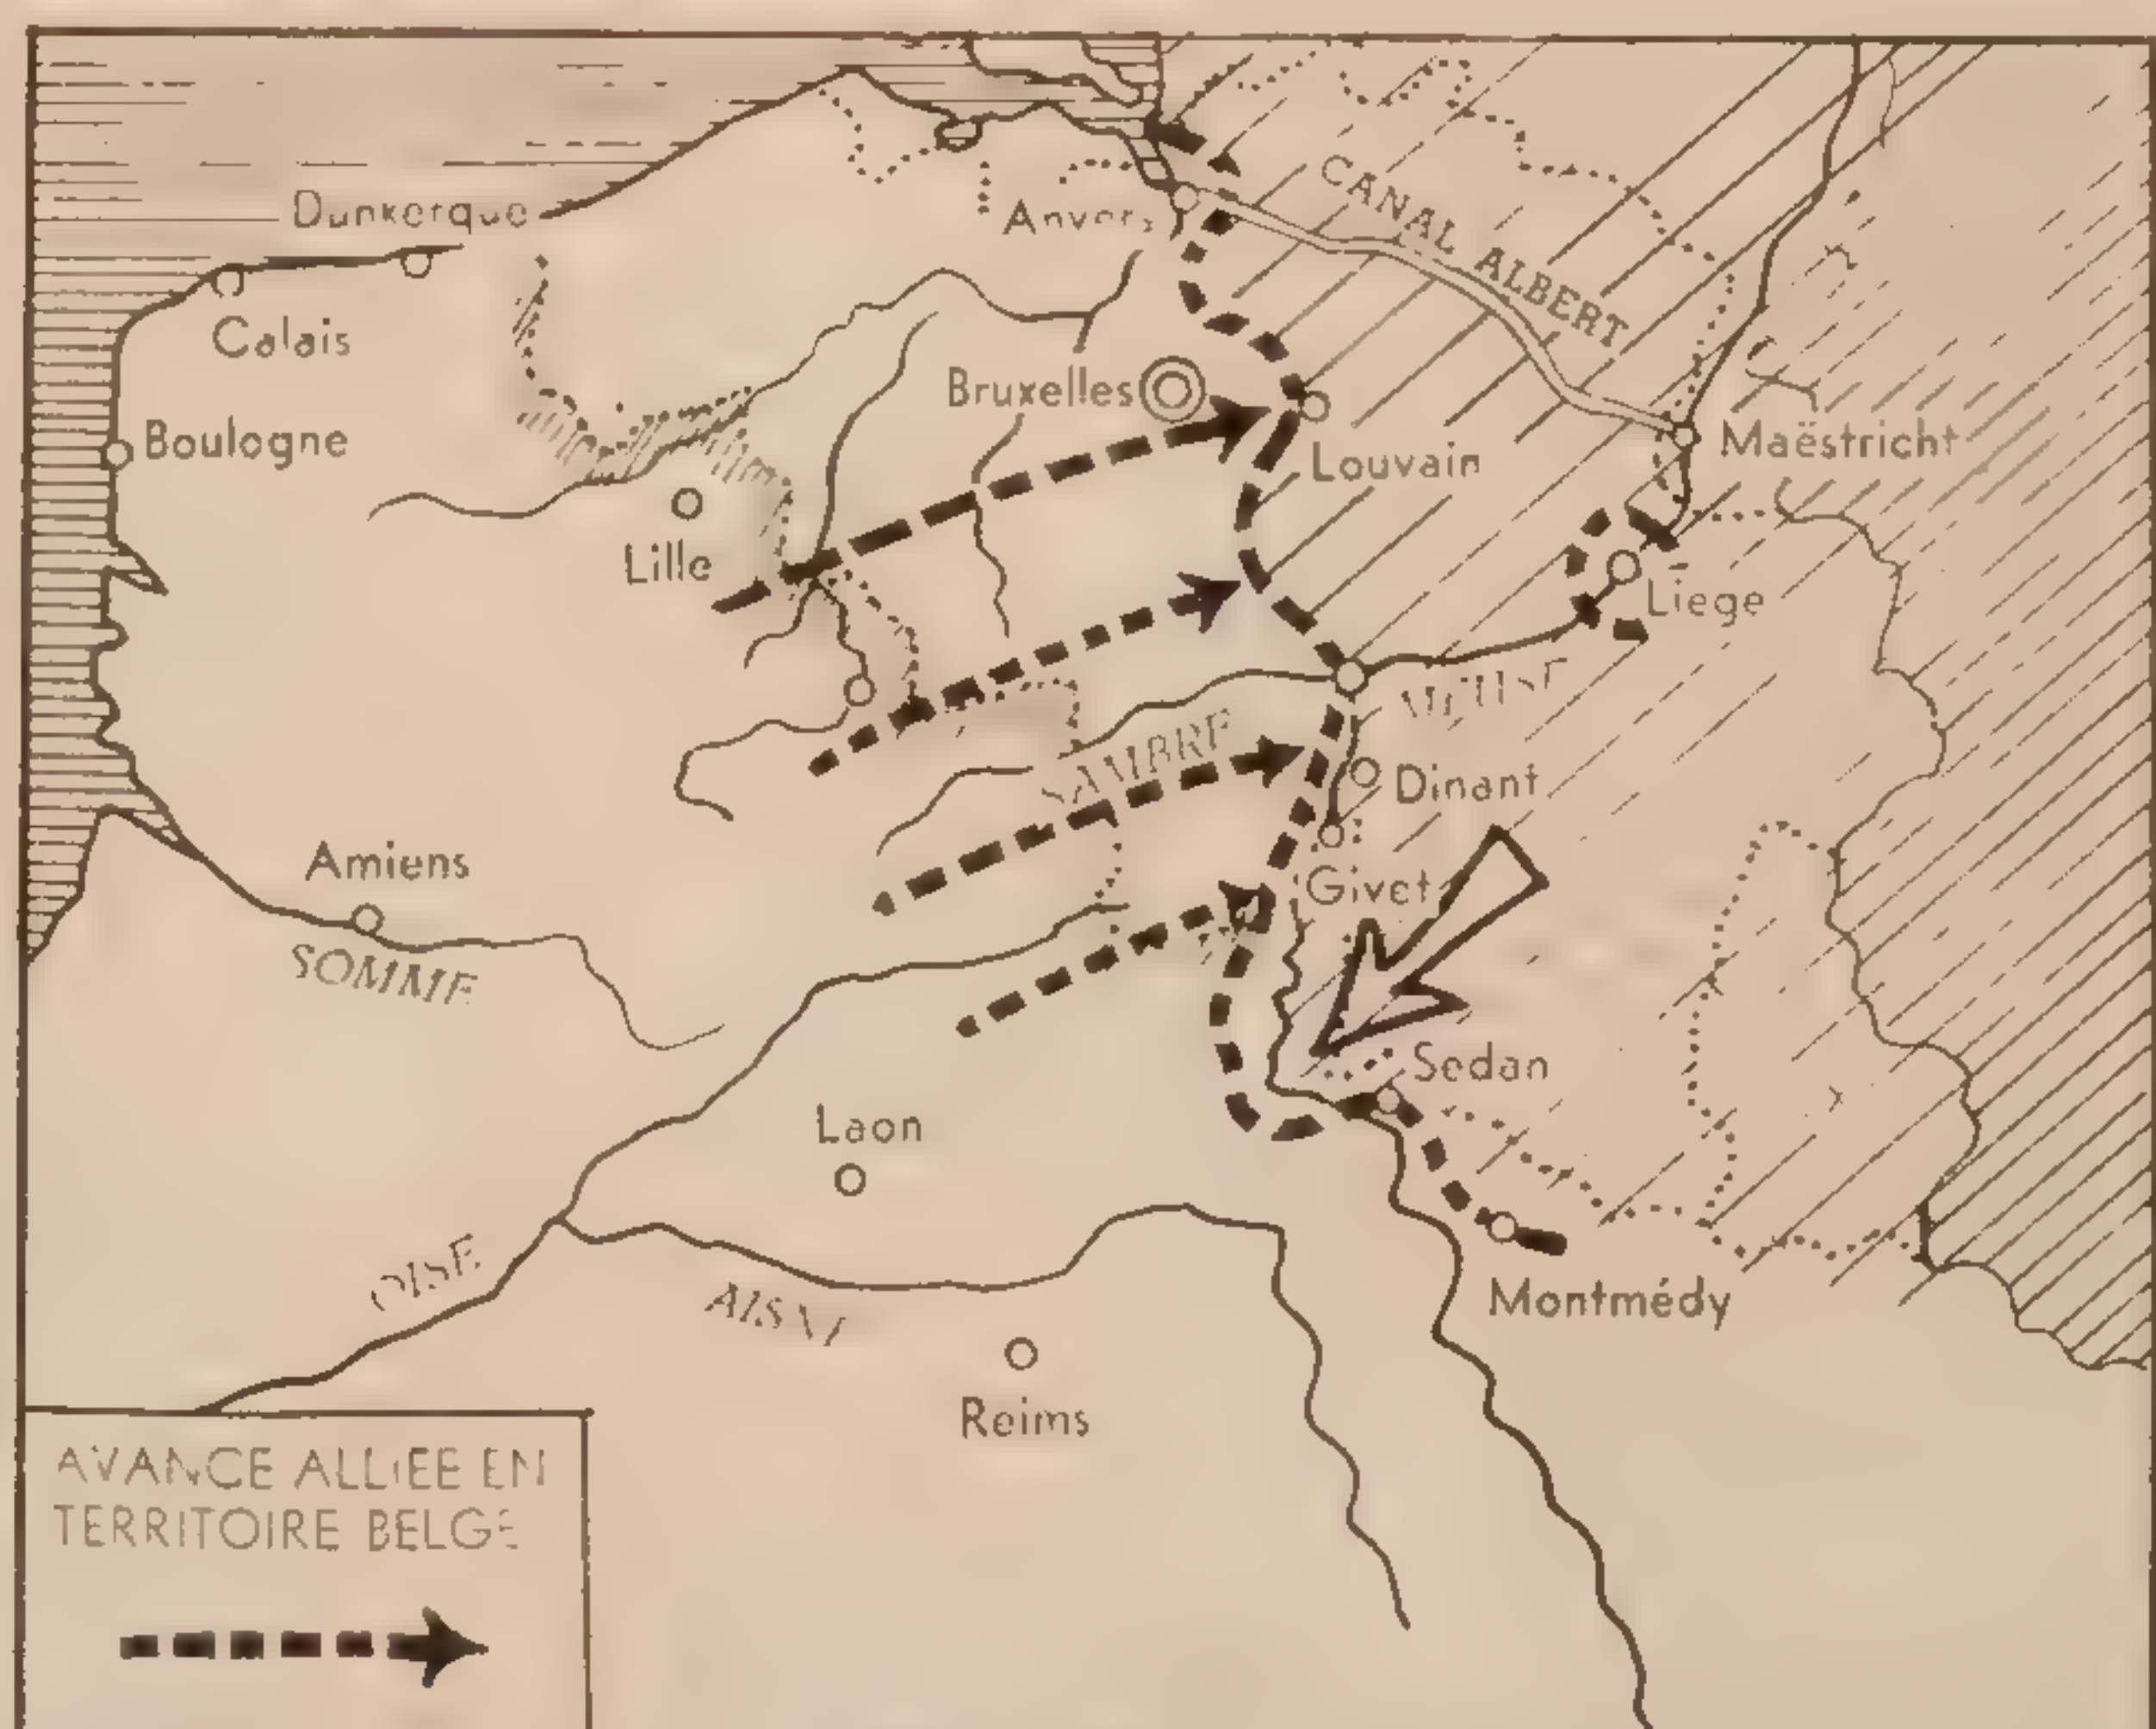 Dunkerque
Anvers
CANAL ALBERT
Calais
Bruxelles
Boulogne
Louvain
Maëstricht
Lille
Liege
MEUSE
SAMBRE
Dinant
Amiens
Givet
SOMME
Sedan
Laon
OISE
AISNE
Montmédy
Reims
AVANCE ALLIEE EN
TERRITOIRE BELGE